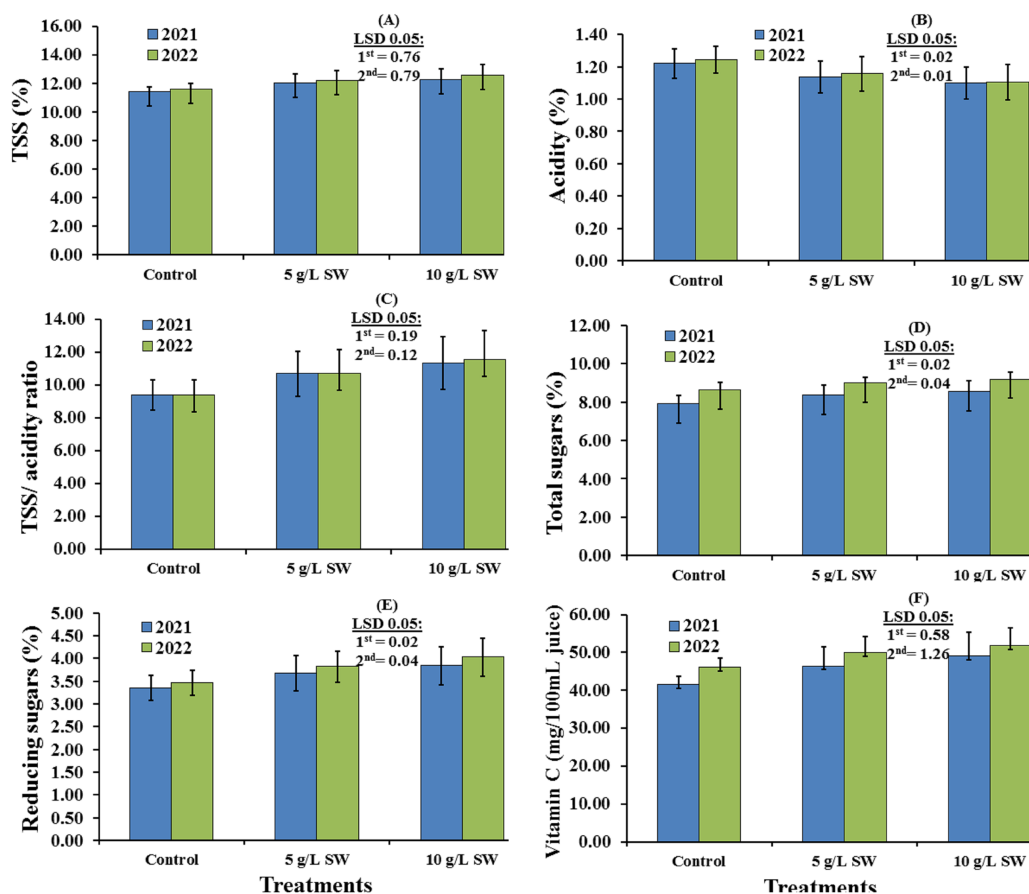 (A)
LSD 0.05:
1st = 0.76
2nd = 0.79
2021
2022
TSS (%)
16.00
14.00
12.00
10.00
8.00
6.00
4.00
2.00
0.00
Control
5 g/L SW
10 g/L SW
(B)
LSD 0.05:
1st = 0.02
2nd = 0.01
2021
2022
Acidity (%)
1.40
1.20
1.00
0.80
0.60
0.40
0.20
0.00
Control
5 g/L SW
10 g/L SW
(C)
LSD 0.05:
1st = 0.19
2nd = 0.12
2021
2022
TSS/ acidity ratio
14.00
12.00
10.00
8.00
6.00
4.00
2.00
0.00
Control
5 g/L SW
10 g/L SW
(D)
LSD 0.05:
1st = 0.02
2nd = 0.04
2021
2022
Total sugars (%)
12.00
10.00
8.00
6.00
4.00
2.00
0.00
Control
5 g/L SW
10 g/L SW
(E)
LSD 0.05:
1st = 0.02
2nd = 0.04
2021
2022
Reducing sugars (%)
5.00
4.50
4.00
3.50
3.00
2.50
2.00
1.50
1.00
0.50
0.00
Control
5 g/L SW
10 g/L SW
Treatments
(F)
LSD 0.05:
1st = 0.58
2nd = 1.26
2021
2022
Vitamin C (mg/100mL juice)
60.00
50.00
40.00
30.00
20.00
10.00
0.00
Control
5 g/L SW
10 g/L SW
Treatments